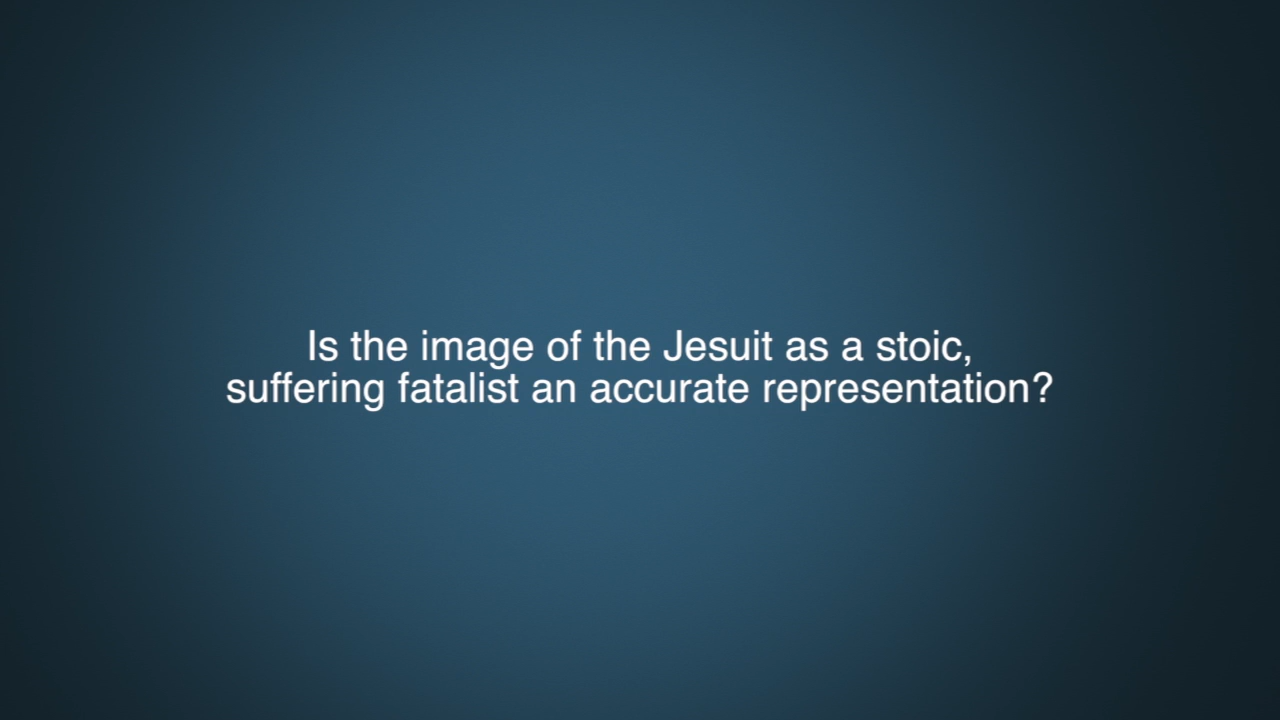 Is the image of the Jesuit as a stoic,
suffering fatalist an accurate representation?